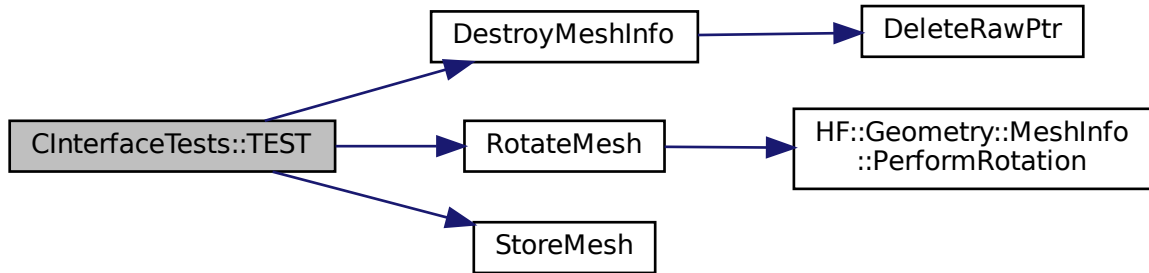 DestroyMeshInfo
DeleteRawPtr
CInterfaceTests::TEST
RotateMesh
HF::Geometry::MeshInfo
::PerformRotation
StoreMesh